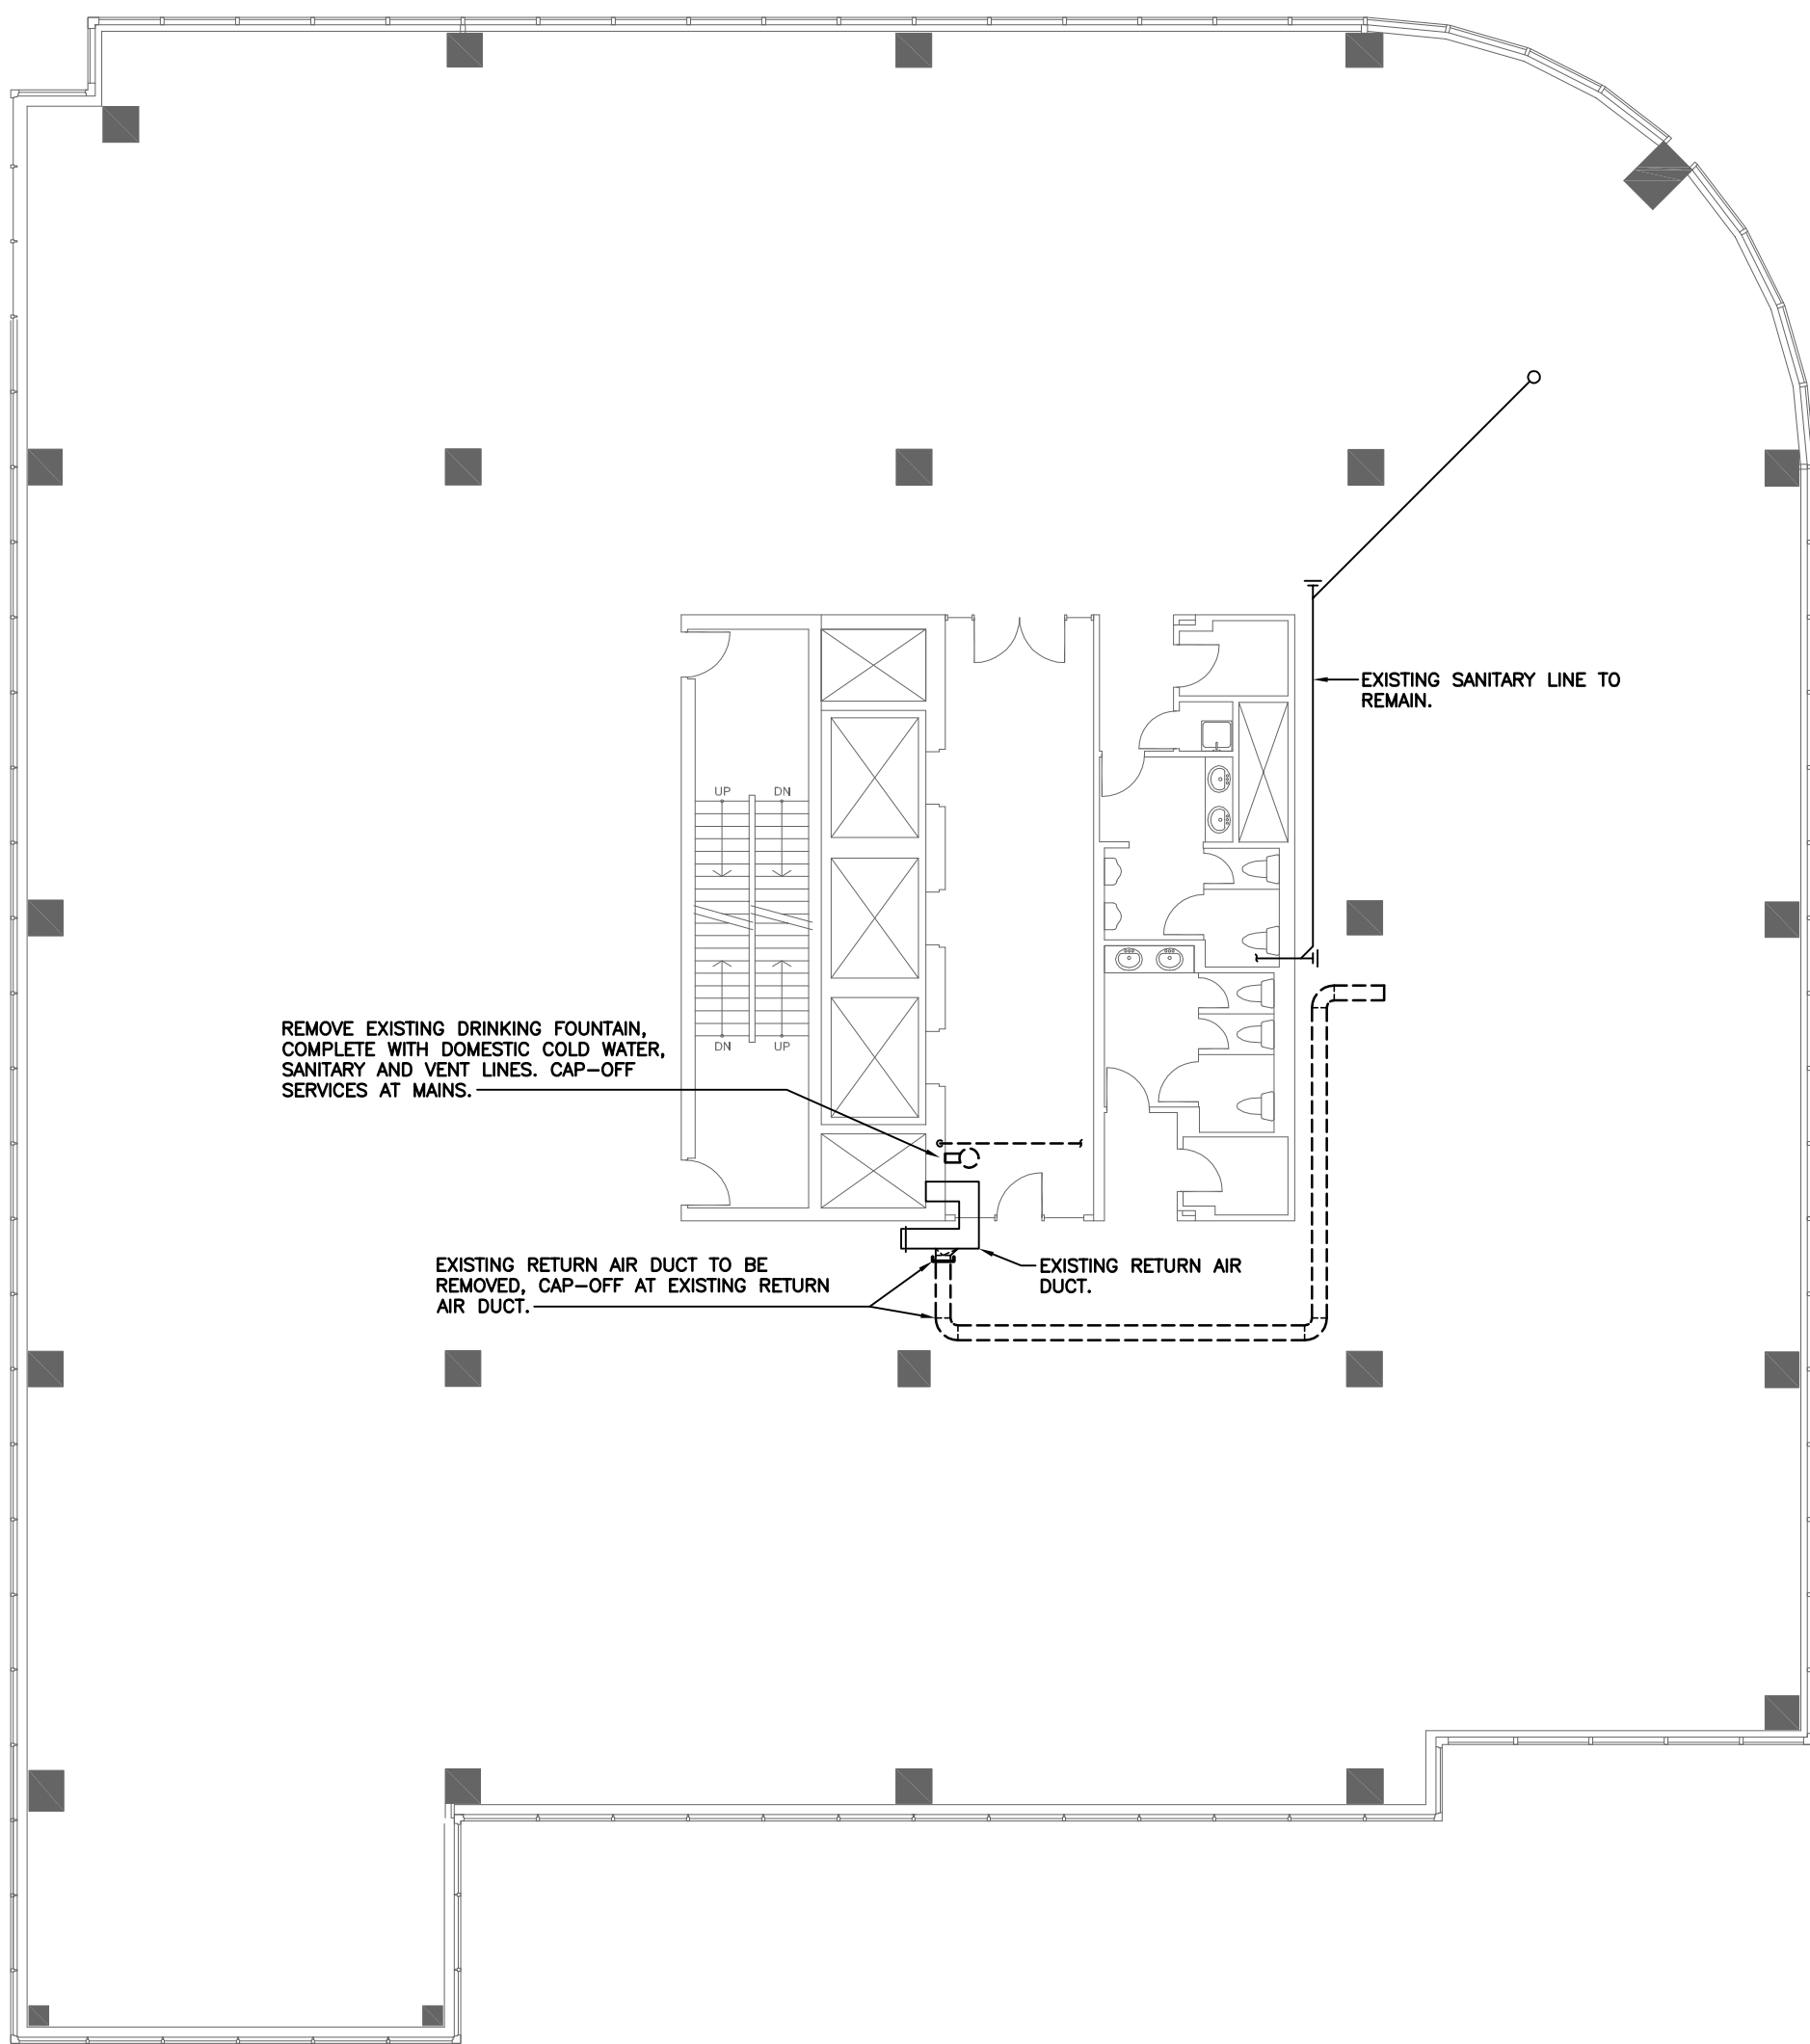 EXISTING SANITARY LINE TO
REMAIN.
UP DN
REMOVE EXISTING DRINKING FOUNTAIN,
COMPLETE WITH DOMESTIC COLD WATER,
SANITARY AND VENT LINES. CAP-OFF
SERVICES AT MAINS.
DN UP
EXISTING RETURN AIR DUCT TO BE
REMOVED, CAP-OFF AT EXISTING RETURN
AIR DUCT.
EXISTING RETURN AIR
DUCT.